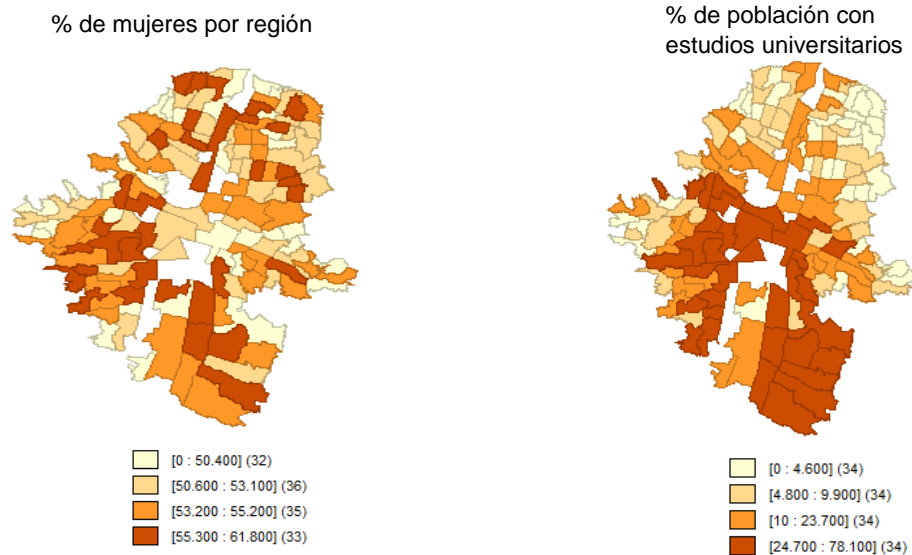 % de mujeres por región
% de población con
estudios universitarios
[0 : 50.400] (32)
[50.600 : 53.100] (36)
[53.200 : 55.200] (35)
[55.300 : 61.800] (33)
[0 : 4.600] (34)
[4.800 : 9.900] (34)
[10 : 23.700] (34)
[24.700 : 78.100] (34)